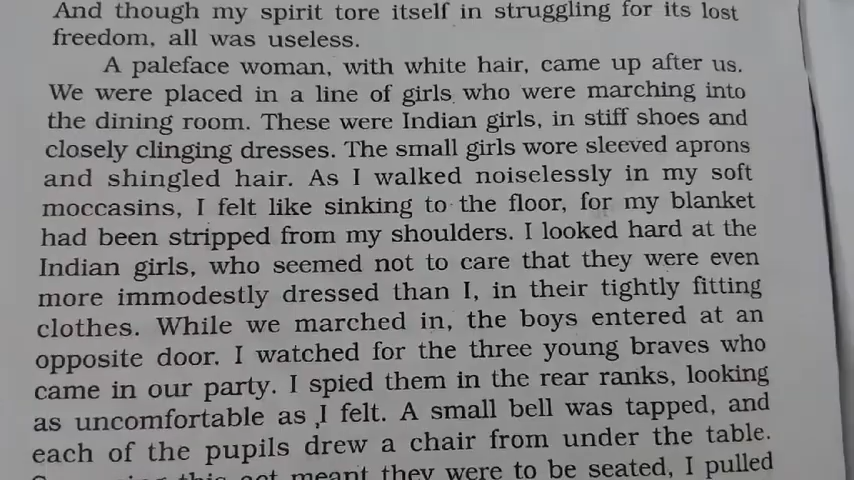 And though my spirit tore itself in struggling for its lost
freedom, all was useless.
A paleface woman, with white hair, came up after us.
We were placed in a line of girls who were marching into
the dining room. These were Indian girls, in stiff shoes and
closely clinging dresses. The small girls wore sleeved aprons
and shingled hair. As I walked noiselessly in my soft
moccasins, I felt like sinking to the floor, for my blanket
had been stripped from my shoulders. I looked hard at the
Indian girls, who seemed not to care that they were even
more immodestly dressed than I, in their tightly fitting
clothes. While we marched in, the boys entered at an
opposite door. I watched for the three young braves who
came in our party. I spied them in the rear ranks, looking
as uncomfortable as I felt. A small bell was tapped, and
each of the pupils drew a chair from under the table.
this act meant they were to be seated, I pulled